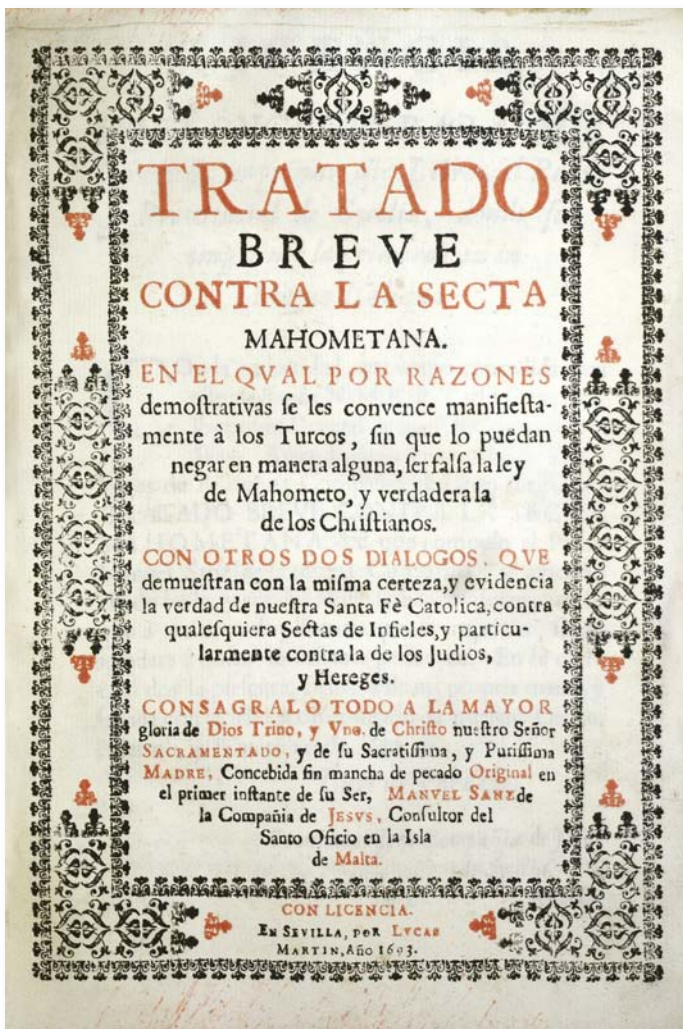 TRATADO
BREVE
CONTRA LA SECTA
MAHOMETANA.
EN EL QVAL POR RAZONES
demoſtrativas ſe les convence manifieſta-
mente à los Turcos, ſin que lo puedan
negar en manera alguna, ſer falſa la ley
de Mahometo, y verdadera la
de los Chriſtianos.
CON OTROS DOS DIALOGOS. QVE
demueſtran con la miſma certeza, y evidencia
la verdad de nueſtra Santa Fè Catolica, contra
qualeſquiera Sectas de Infieles, y particu-
larmente contra la de los Judios,
y Hereges.
CONSAGRALO TODO A LA MAYOR
gloria de Dios Trino, y Vno. de Chriſto nueſtro Señor
SACRAMENTADO, y de ſu Sacratiſſima, y Puriſſima
MADRE, Concebida ſin mancha de pecado Original en
el primer inſtante de ſu Ser, MANVEL SANZ de
la Compañia de JESVS, Conſultor del
Santo Oficio en la Isla
de Malta.
CON LICENCIA.
EN SEVILLA, POR LVCAS
MARTIN, Año 1693.